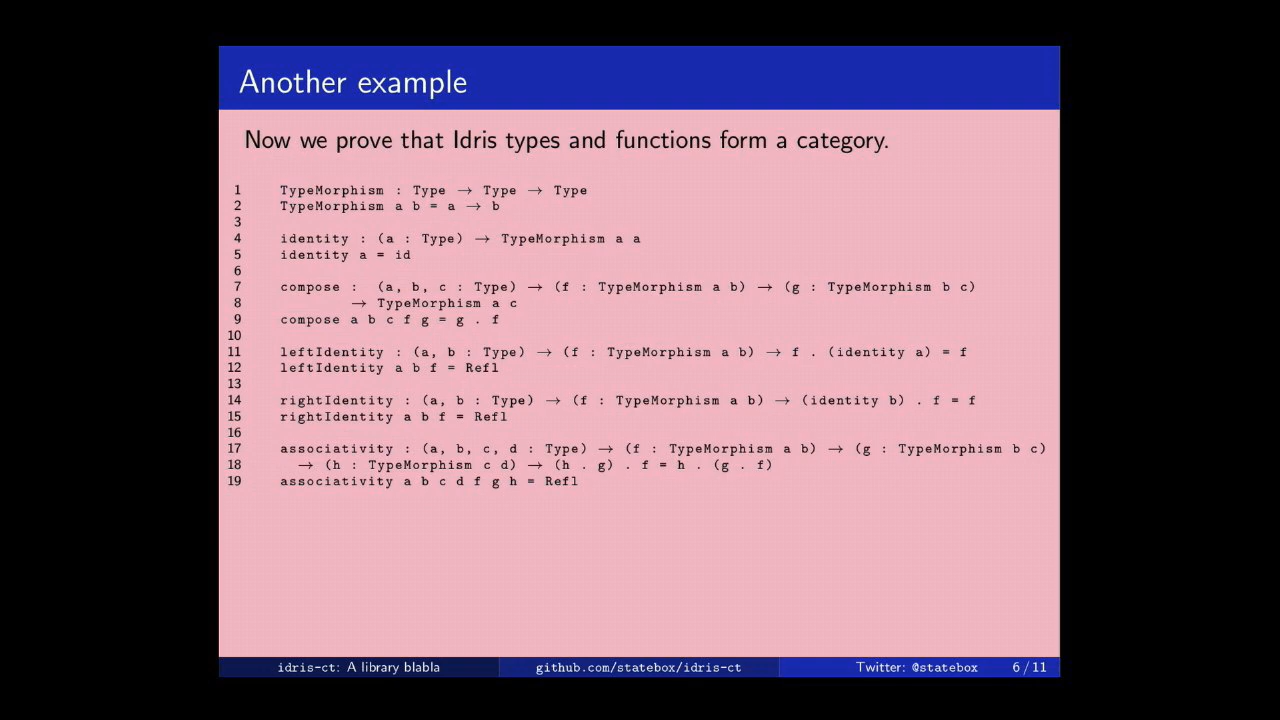 Another example
Now we prove that Idris types and functions form a category.
1 TypeMorphism : Type → Type → Type
2 TypeMorphism a b = a → b
3
4 identity : (a : Type) → TypeMorphism a a
5 identity a = id
6
7 compose : (a, b, c : Type) → (f : TypeMorphism a b) → (g : TypeMorphism b c)
8 → TypeMorphism a c
9 compose a b c f g = g . f
10
11 leftIdentity : (a, b : Type) → (f : TypeMorphism a b) → f . (identity a) = f
12 leftIdentity a b f = Refl
13
14 rightIdentity : (a, b : Type) → (f : TypeMorphism a b) → (identity b) . f = f
15 rightIdentity a b f = Refl
16
17 associativity : (a, b, c, d : Type) → (f : TypeMorphism a b) → (g : TypeMorphism b c)
18 → (h : TypeMorphism c d) → (h . g) . f = h . (g . f)
19 associativity a b c d f g h = Refl
idris-ct: A library blabla github.com/statebox/idris-ct Twitter: @statebox 6 / 11